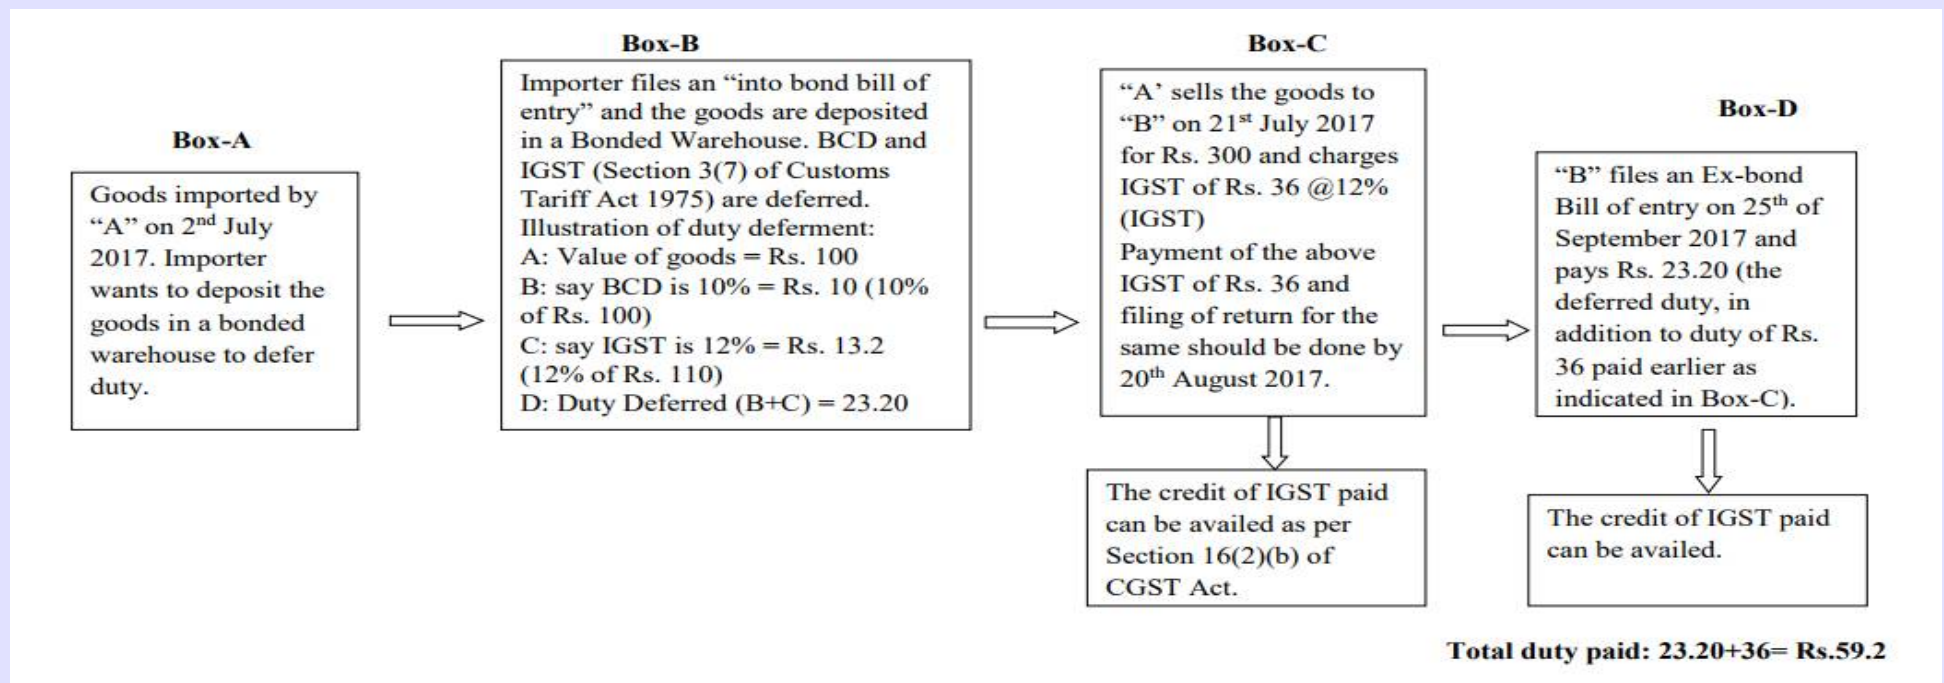 Box-A
Goods imported by
“A” on 2nd July
2017. Importer
wants to deposit the
goods in a bonded
warehouse to defer
duty.
Box-B
Importer files an “into bond bill of
entry” and the goods are deposited
in a Bonded Warehouse. BCD and
IGST (Section 3(7) of Customs
Tariff Act 1975) are deferred.
Illustration of duty deferment:
A: Value of goods = Rs. 100
B: say BCD is 10% = Rs. 10 (10%
of Rs. 100)
C: say IGST is 12% = Rs. 13.2
(12% of Rs. 110)
D: Duty Deferred (B+C) = 23.20
Box-C
“A’ sells the goods to
“B” on 21st July 2017
for Rs. 300 and charges
IGST of Rs. 36 @12%
(IGST)
Payment of the above
IGST of Rs. 36 and
filing of return for the
same should be done by
20th August 2017.
The credit of IGST paid
can be availed as per
Section 16(2)(b) of
CGST Act.
Box-D
“B” files an Ex-bond
Bill of entry on 25th of
September 2017 and
pays Rs. 23.20 (the
deferred duty, in
addition to duty of Rs.
36 paid earlier as
indicated in Box-C).
The credit of IGST paid
can be availed.
Total duty paid: 23.20+36= Rs.59.2